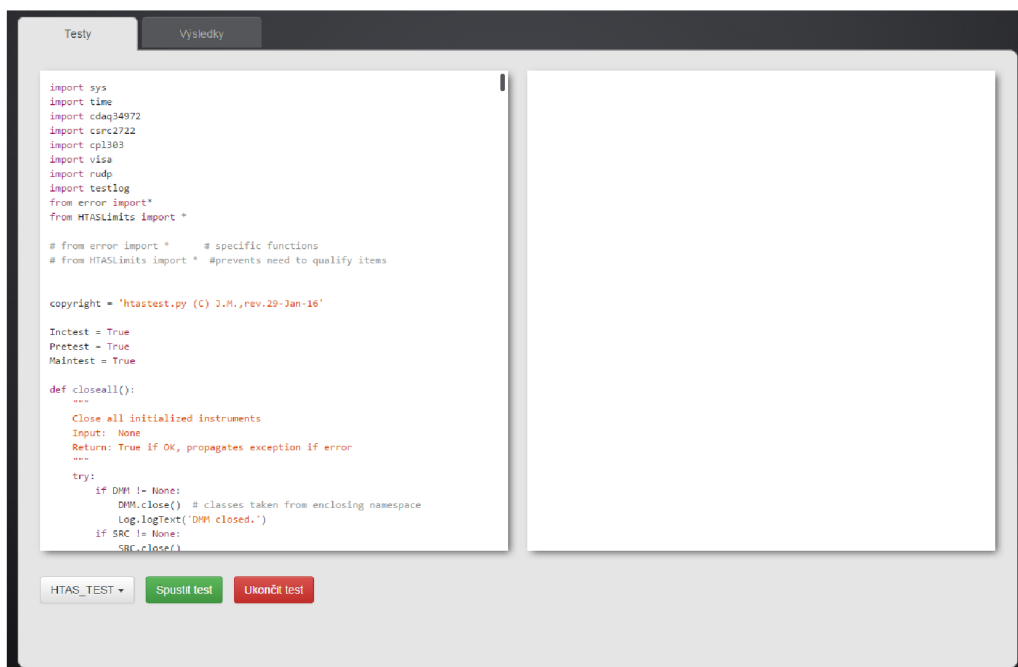 Testy
Výsledky
import sys
import time
import cdaq34972
import csrc2722
import cpl303
import visa
import rudp
import testlog
from error import*
from HTASLimits import *
# from error import *      # specific functions
# from HTASLimits import *  #prevents need to qualify items
copyright = 'htastest.py (C) J.M.,rev.29-Jan-16'
Inctest = True
Pretest = True
Maintest = True
def closeall():
    """
    Close all initialized instruments
    Input:  None
    Return: True if OK, propagates exception if error
    """
    try:
        if DMM != None:
            DMM.close()  # classes taken from enclosing namespace
            Log.logText('DMM closed.')
        if SRC != None:
            SRC.close()
HTAS_TEST
Spustit test
Ukončit test